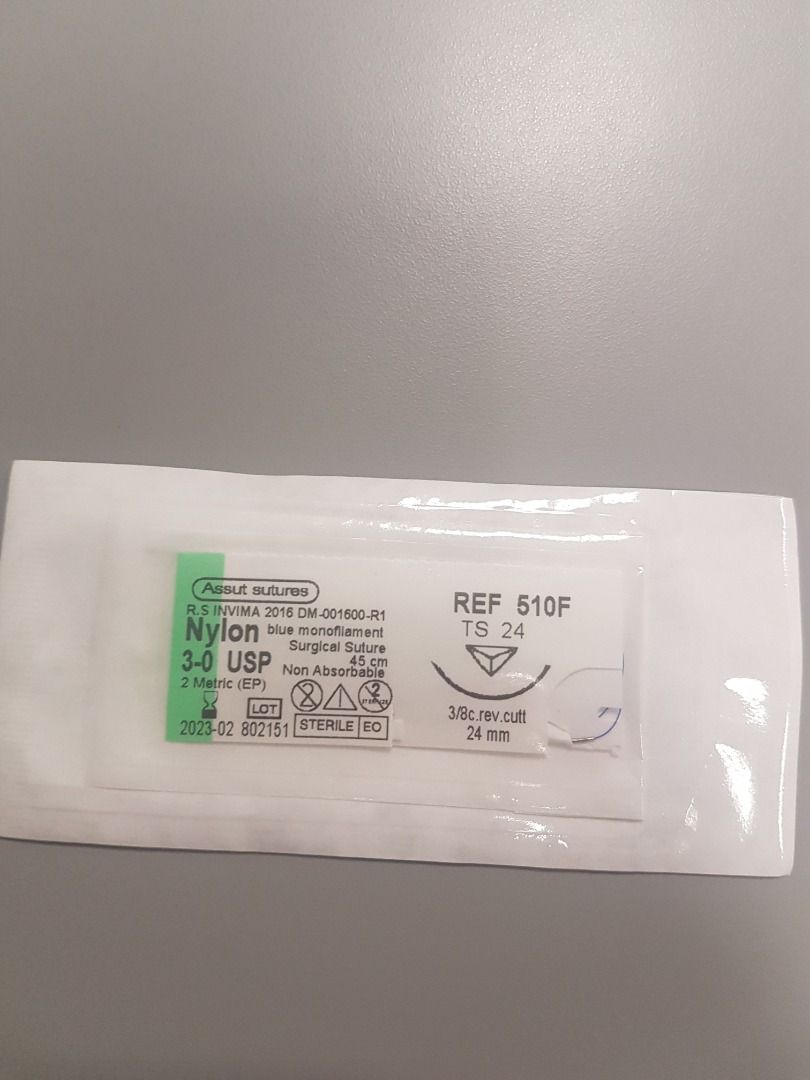 Assut sutures
R.S INVIMA 2016 DM-001600-R1
Nylon blue monofilament
Surgical Suture
3-0 USP 45 cm
Non Absorbable
2 Metric (EP)
2
LOT
2023-02 802151 STERILE EO
REF 510F
TS 24
3/8c.rev.cutt
24 mm